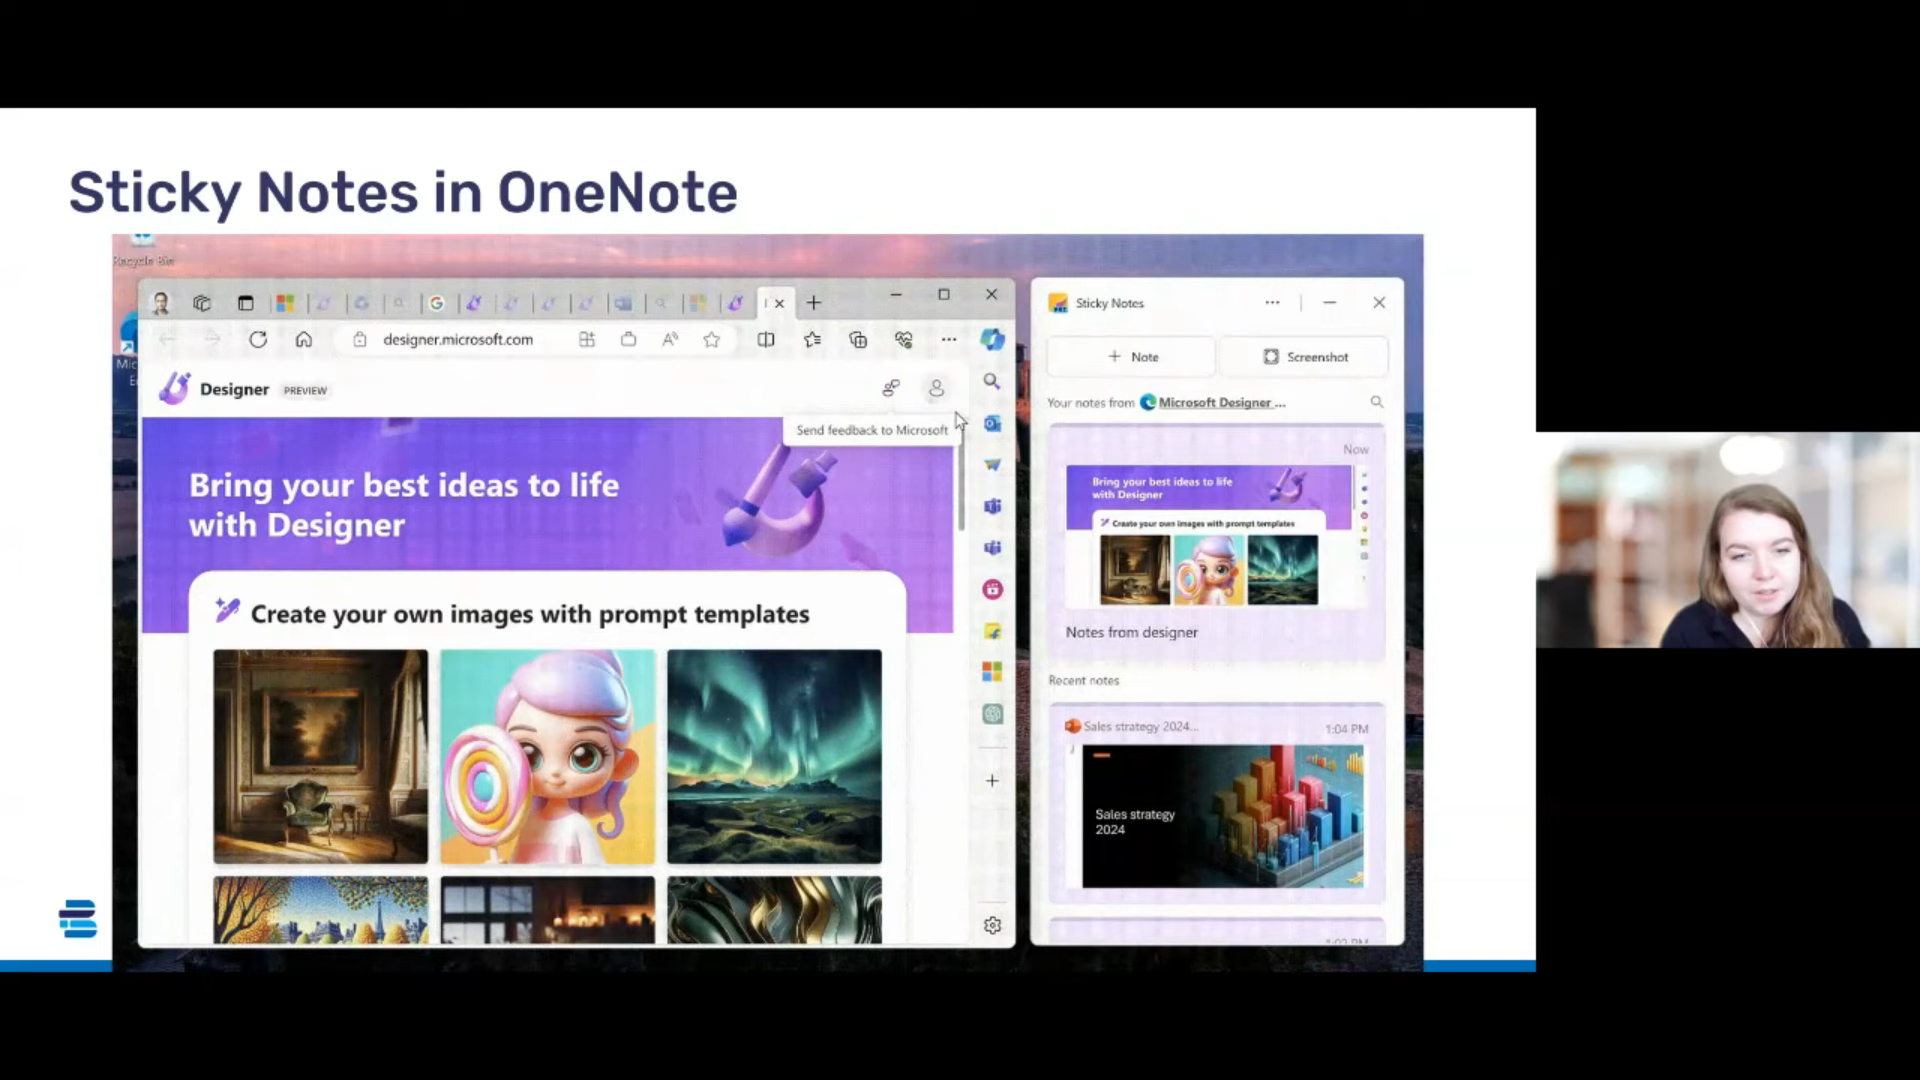 Sticky Notes in OneNote
Recycle Bin
designer.microsoft.com
Designer PREVIEW
Send feedback to Microsoft
Bring your best ideas to life
with Designer
Create your own images with prompt templates
Sticky Notes
+ Note
Screenshot
Your notes from Microsoft Designer ...
Now
Bring your best ideas to life
with Designer
Create your own images with prompt templates
Notes from designer
Recent notes
Sales strategy 2024...
1:04 PM
Sales strategy
2024